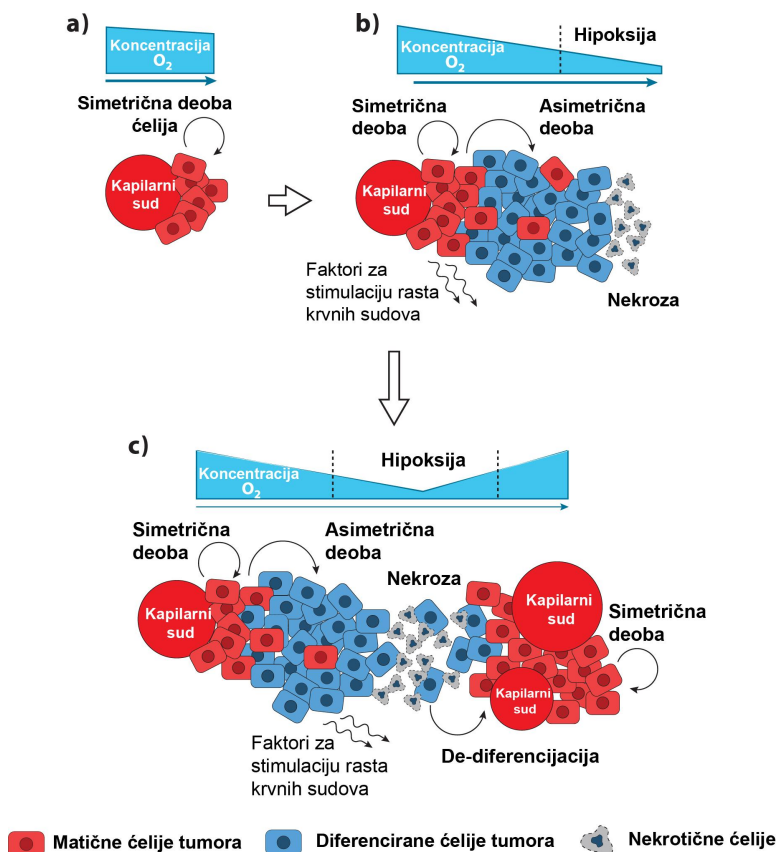 a)
Koncentracija
O₂
Simetrična deoba
ćelija
Kapilarni
sud
b)
Hipoksija
Koncentracija
O₂
Simetrična
deoba
Asimetrična
deoba
Kapilarni
sud
Faktori za
stimulaciju rasta
krvnih sudova
Nekroza
c)
Hipoksija
Koncentracija
O₂
Simetrična
deoba
Asimetrična
deoba
Nekroza
Kapilarni
sud
Kapilarni
sud
Simetrična
deoba
Kapilarni
sud
Faktori za
stimulaciju rasta
krvnih sudova
De-diferencijacija
Matične ćelije tumora
Diferencirane ćelije tumora
Nekrotične ćelije